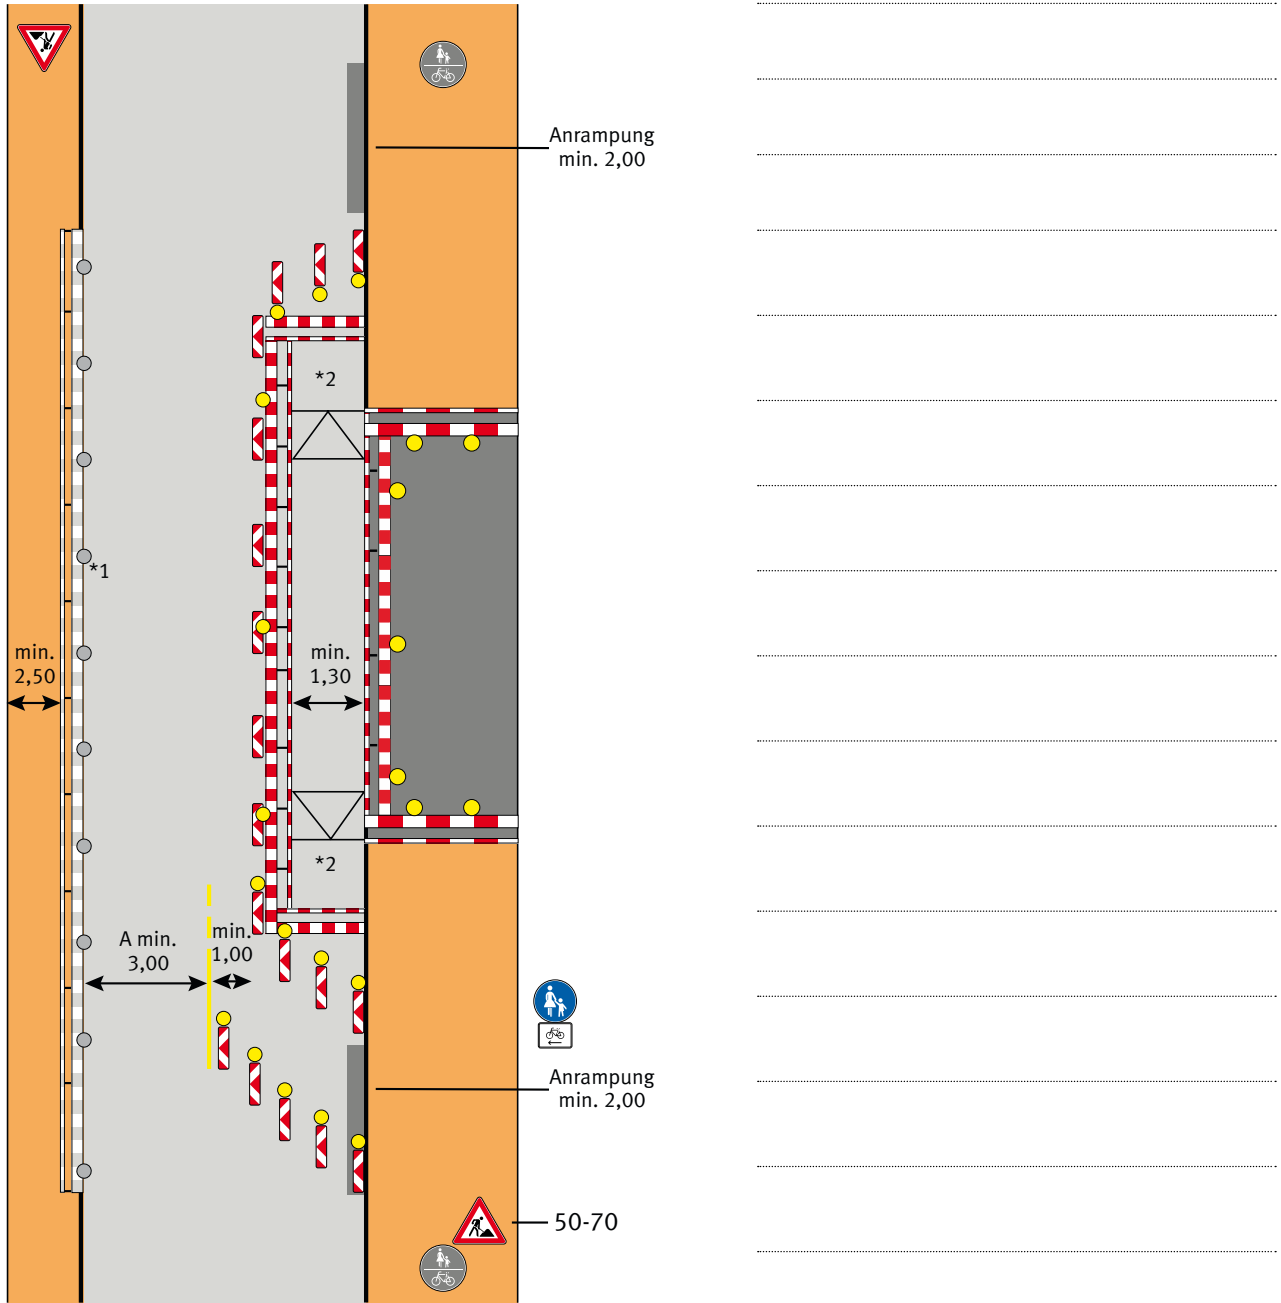 Anrampung
min. 2,00
*2
*1
min.
2,50
min.
1,30
*2
A min.
3,00
min.
1,00
Anrampung
min. 2,00
50-70